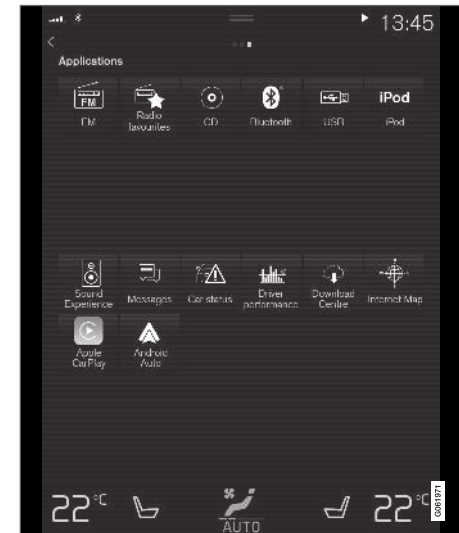 13:45
Applications
FM
iPod
FM
Radio
favourites
CD
Bluetooth
USB
iPod
Sound
Experience
Messages
Car status
Driver
performance
Download
Centre
Internet Map
Apple
CarPlay
Android
Auto
22°C
22°C
AUTO
G061971